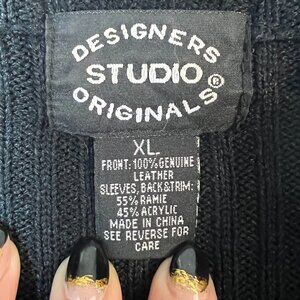 DESIGNERS
STUDIO®
ORIGINALS
XL
FRONT: 100% GENUINE
LEATHER
SLEEVES, BACK & TRIM:
55% RAMIE
45% ACRYLIC
MADE IN CHINA
SEE REVERSE FOR
CARE